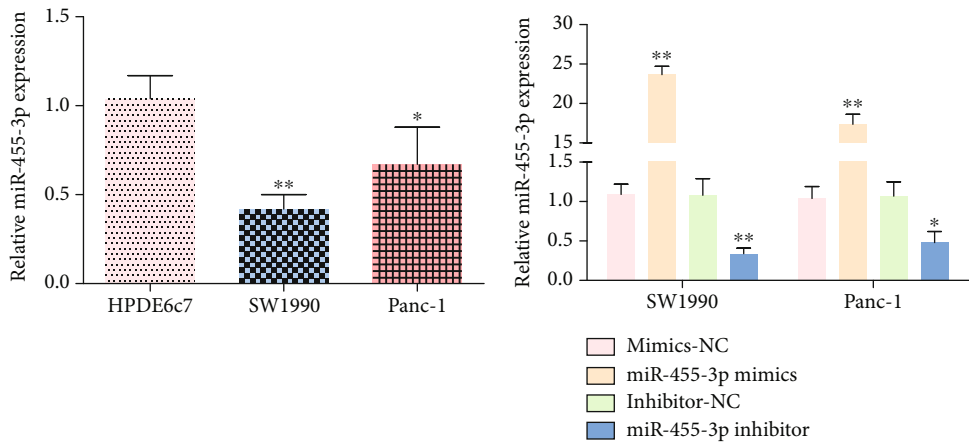 Relative miR-455-3p expression
1.5
1.0
0.5
0.0
**
*
HPDE6c7 SW1990 Panc-1
Relative miR-455-3p expression
30
25
20
15
1.5
1.0
0.5
0.0
**
**
**
*
SW1990 Panc-1
Mimics-NC
miR-455-3p mimics
Inhibitor-NC
miR-455-3p inhibitor